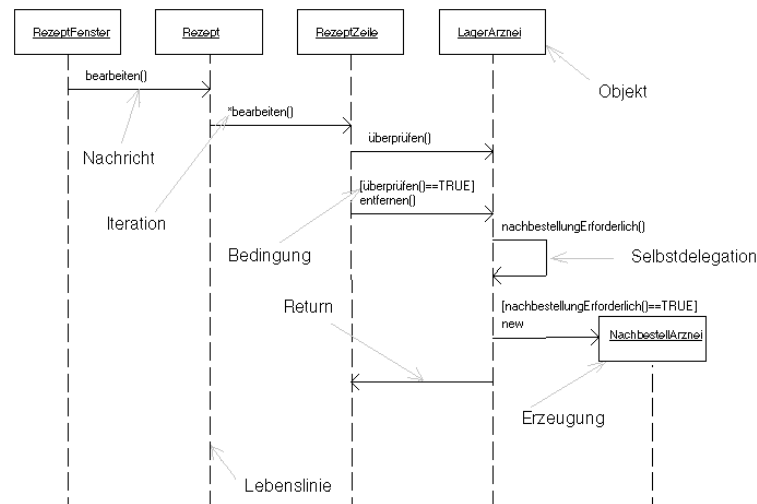 RezeptFenster
Rezept
RezeptZeile
LagerArznei
bearbeiten()
Objekt
*bearbeiten()
Nachricht
überprüfen()
[überprüfen()==TRUE]
entfernen()
Iteration
nachbestellungErforderlich()
Bedingung
Selbstdelegation
Return
[nachbestellungErforderlich()==TRUE]
new
NachbestellArznei
Erzeugung
Lebenslinie